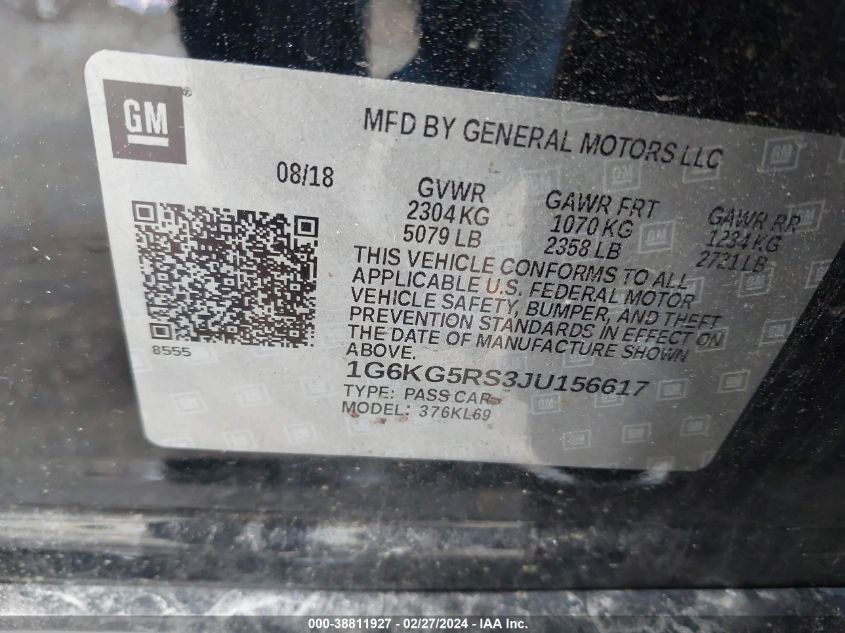 GM
MFD BY GENERAL MOTORS LLC
08/18
GVWR
2304 KG
5079 LB
GAWR FRT
1070 KG
2358 LB
GAWR RR
1234 KG
2721 LB
THIS VEHICLE CONFORMS TO ALL
APPLICABLE U.S. FEDERAL MOTOR
VEHICLE SAFETY, BUMPER, AND THEFT
PREVENTION STANDARDS IN EFFECT ON
THE DATE OF MANUFACTURE SHOWN
ABOVE.
8555
1G6KG5RS3JU156617
TYPE: PASS CAR
MODEL: 376KL69
000-38811927 - 02/27/2024 - IAA Inc.